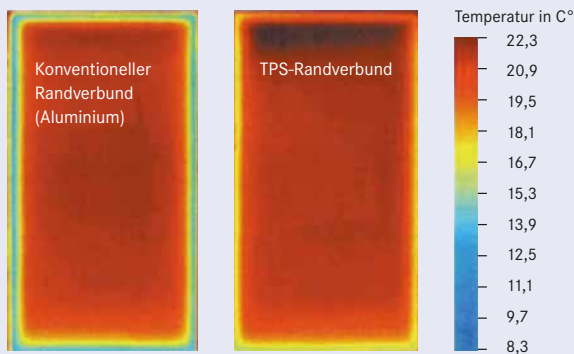 Konventioneller
Randverbund
(Aluminium)
TPS-Randverbund
Temperatur in C°
22,3
20,9
19,5
18,1
16,7
15,3
13,9
12,5
11,1
9,7
8,3